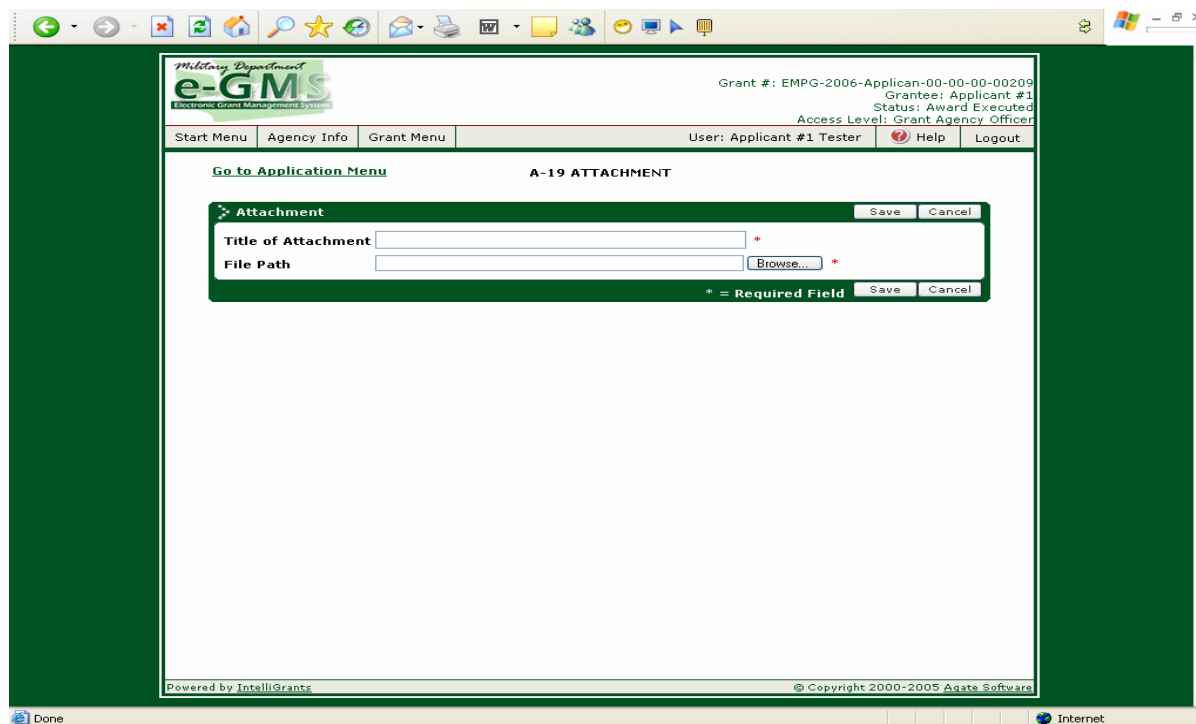 Military Department
e-GMS
Electronic Grant Management System
Grant #: EMPG-2006-Applican-00-00-00-00209
Grantee: Applicant #1
Status: Award Executed
Access Level: Grant Agency Officer
Start Menu Agency Info Grant Menu User: Applicant #1 Tester Help Logout
Go to Application Menu A-19 ATTACHMENT
Attachment Save Cancel
Title of Attachment *
File Path Browse... *
* = Required Field Save Cancel
Powered by IntelliGrants © Copyright 2000-2005 Agate Software
Done Internet